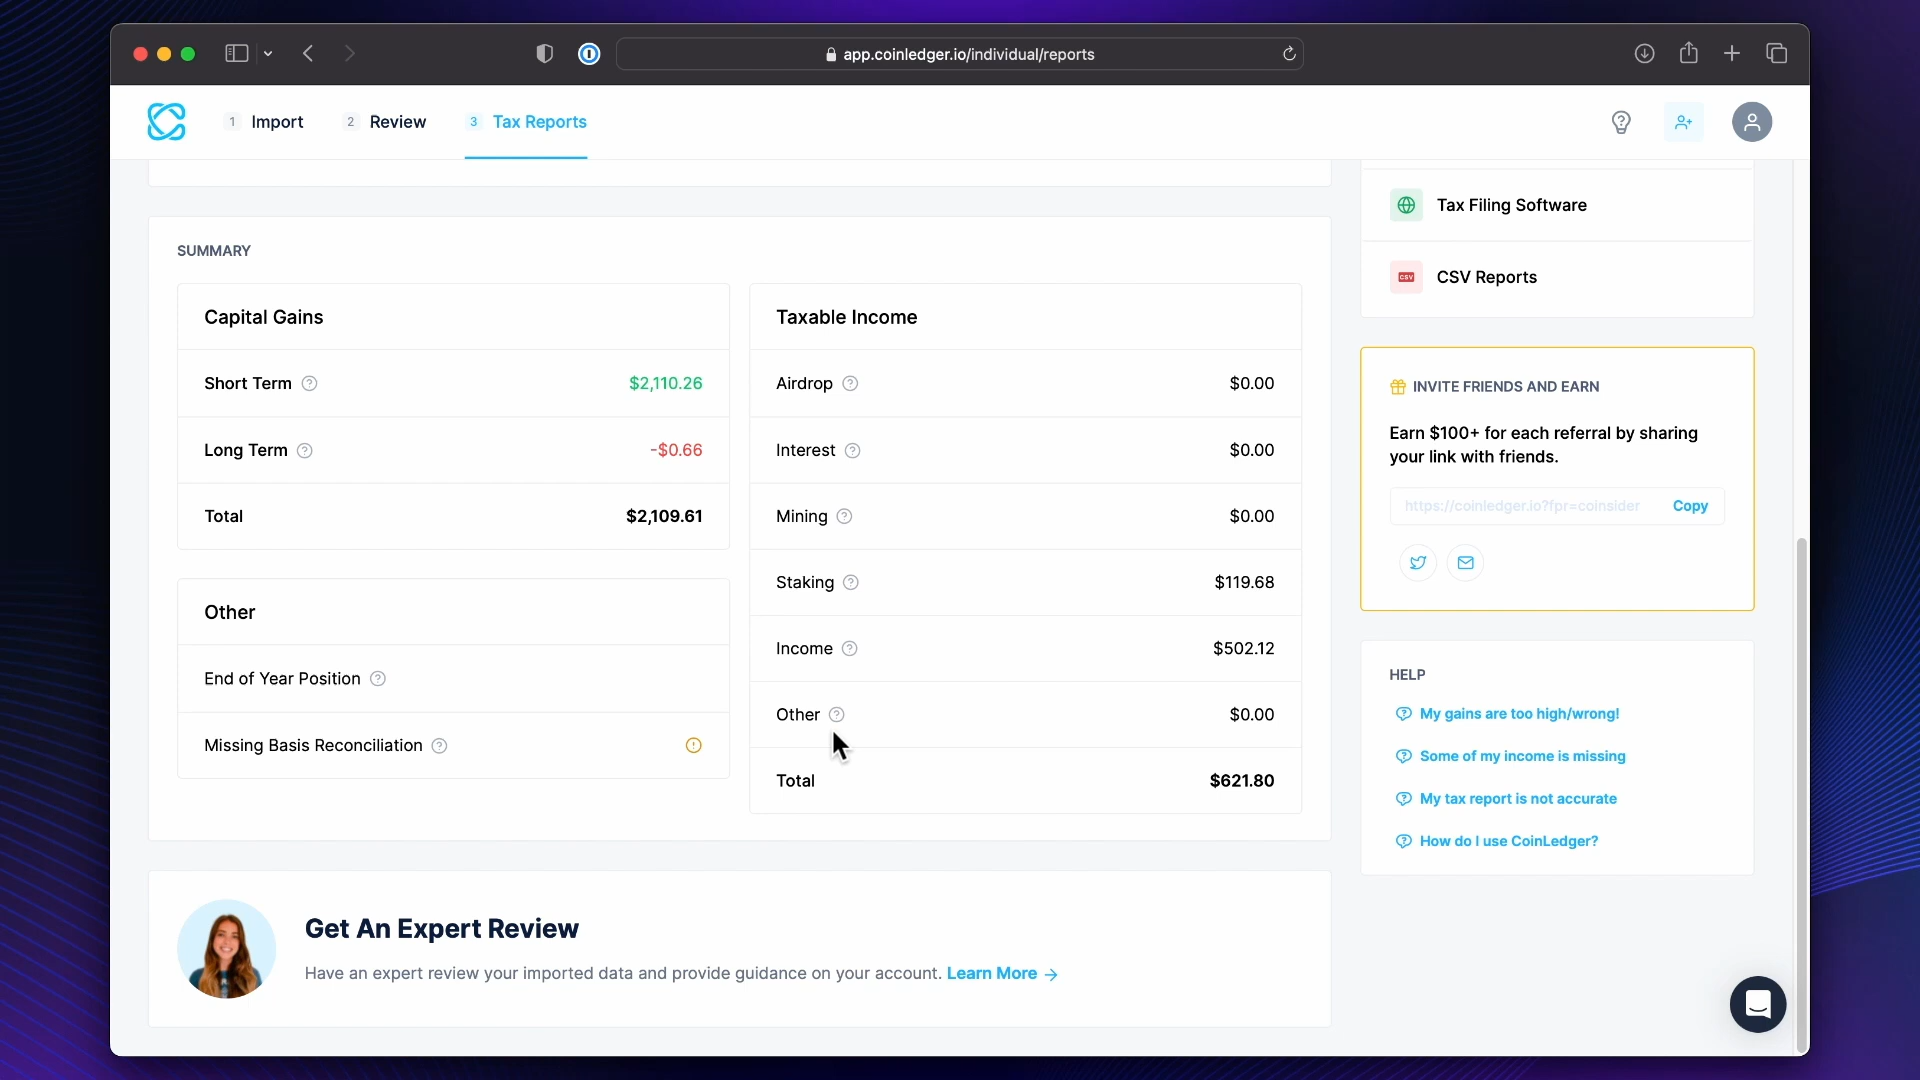 app.coinledger.io/individual/reports
1 Import
2 Review
3 Tax Reports
SUMMARY
Capital Gains
Short Term $2,110.26
Long Term -$0.66
Total $2,109.61
Other
End of Year Position
Missing Basis Reconciliation
Taxable Income
Airdrop $0.00
Interest $0.00
Mining $0.00
Staking $119.68
Income $502.12
Other $0.00
Total $621.80
Get An Expert Review
Have an expert review your imported data and provide guidance on your account. Learn More →
Tax Filing Software
CSV CSV Reports
INVITE FRIENDS AND EARN
Earn $100+ for each referral by sharing
your link with friends.
https://coinledger.io?fpr=coinsider Copy
HELP
My gains are too high/wrong!
Some of my income is missing
My tax report is not accurate
How do I use CoinLedger?